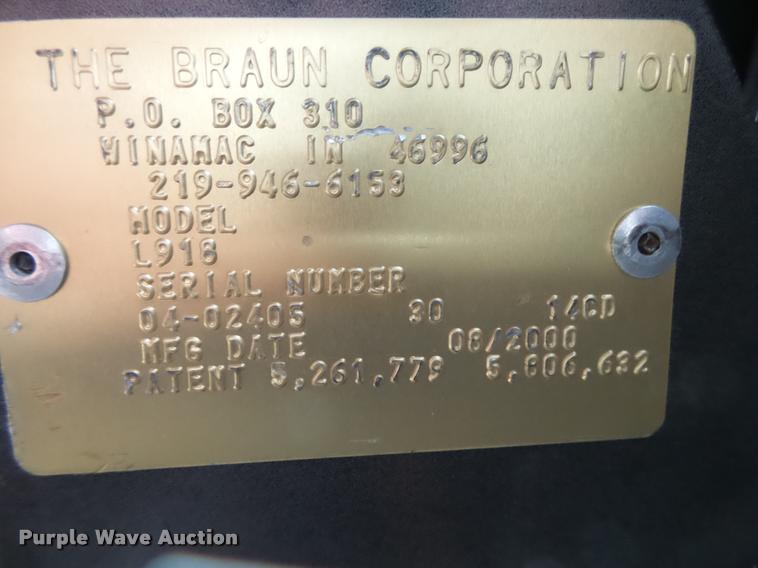 THE BRAUN CORPORATION
P.O. BOX 310
WINAMAC IN 46996
219-946-6153
MODEL
L918
SERIAL NUMBER
04-02405 30 14CD
MFG DATE 08/2000
PATENT 5,261,779 5,806,632
Purple Wave Auction